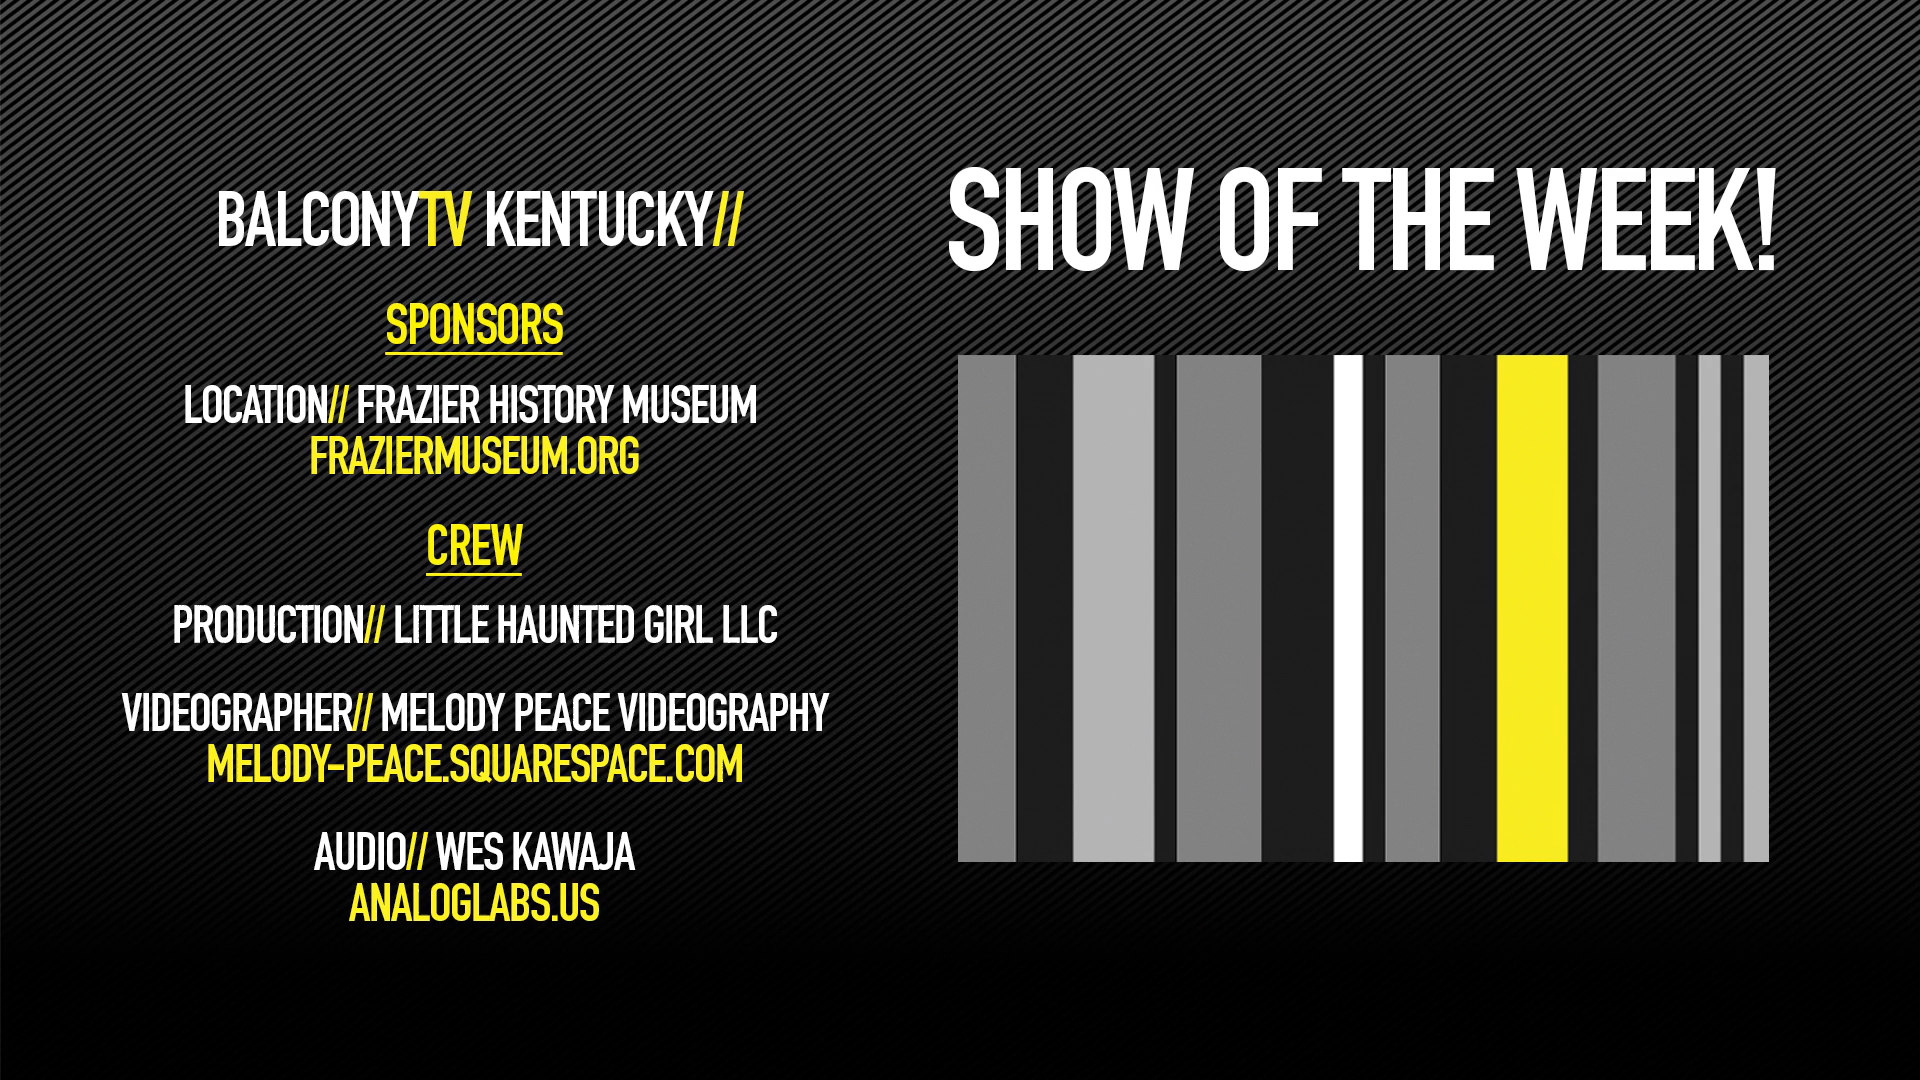 BALCONYTV KENTUCKY//
SPONSORS
LOCATION// FRAZIER HISTORY MUSEUM
FRAZIERMUSEUM.ORG
CREW
PRODUCTION// LITTLE HAUNTED GIRL LLC
VIDEOGRAPHER// MELODY PEACE VIDEOGRAPHY
MELODY-PEACE.SQUARESPACE.COM
AUDIO// WES KAWAJA
ANALOGLABS.US
SHOW OF THE WEEK!